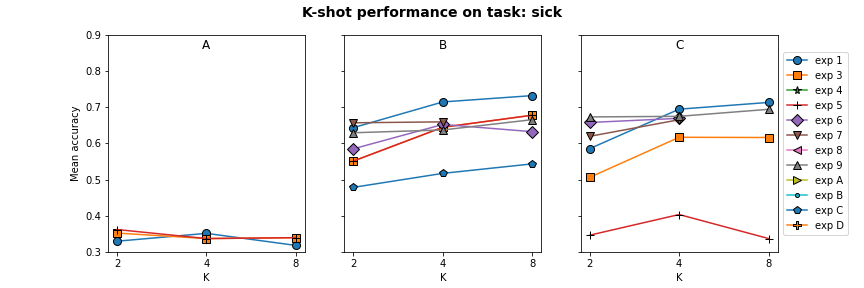 K-shot performance on task: sick
A
B
C
Mean accuracy
0.9
0.8
0.7
0.6
0.5
0.4
0.3
2
4
8
K
2
4
8
K
2
4
8
K
exp 1
exp 3
exp 4
exp 5
exp 6
exp 7
exp 8
exp 9
exp A
exp B
exp C
exp D